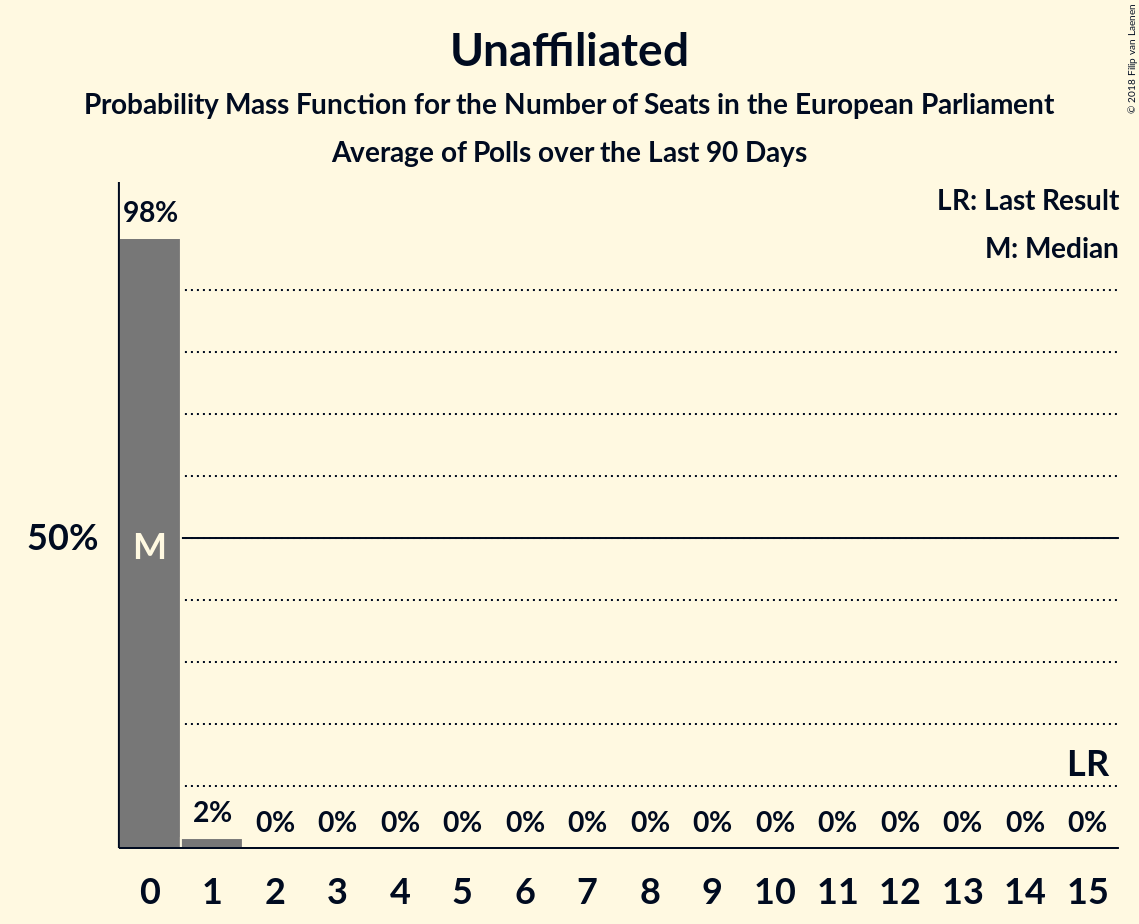 Unaffiliated
Probability Mass Function for the Number of Seats in the European Parliament
Average of Polls over the Last 90 Days
© 2018 Filip van Laenen
LR: Last Result
M: Median
98%
50%
M
LR
2% 0% 0% 0% 0% 0% 0% 0% 0% 0% 0% 0% 0% 0% 0%
0 1 2 3 4 5 6 7 8 9 10 11 12 13 14 15